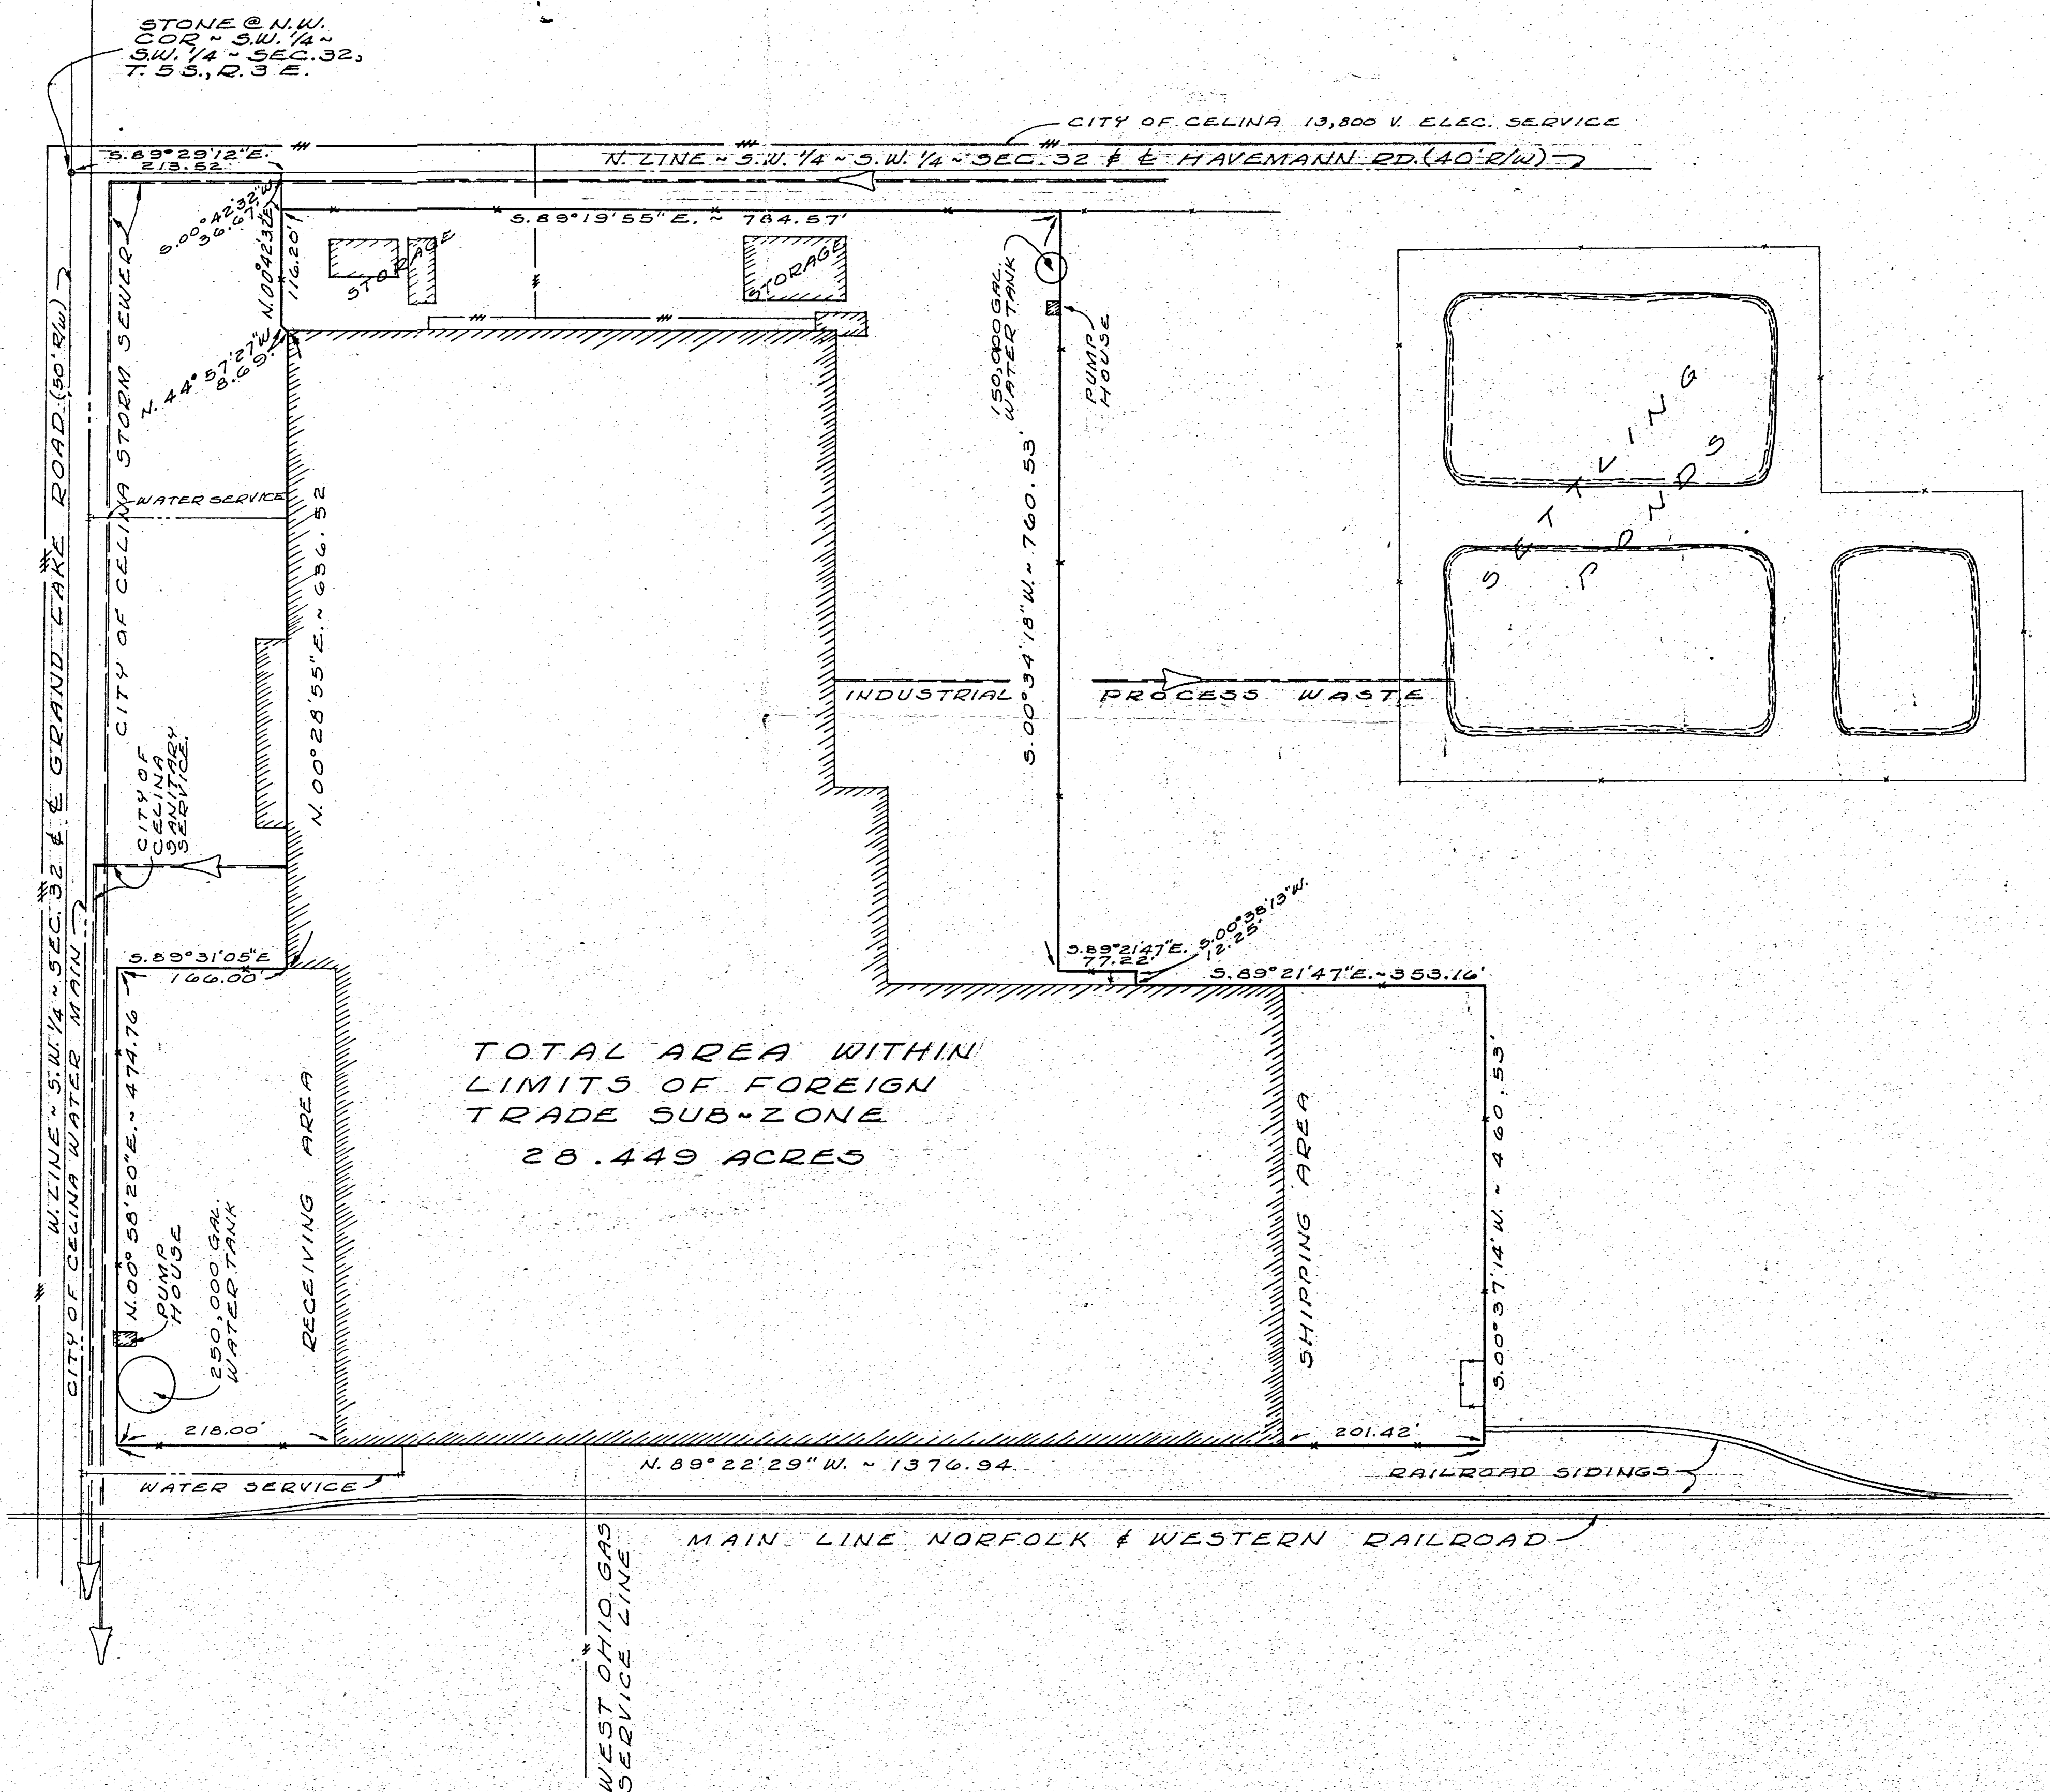 STONE @ N.W.
COR ~ S.W. 1/4 ~
S.W. 1/4 ~ SEC. 32,
T. 5 S., R. 3 E.
CITY OF CELINA 13,800 V. ELEC. SERVICE
N. LINE ~ S.W. 1/4 ~ S.W. 1/4 ~ SEC. 32 & ℄ HAVEMANN RD. (40' R/W)
S.89°29'12"E.
213.52'
S.00°42'32"W.
36.67'
N.00°42'32"E
116.20'
S.89°19'55"E. ~ 784.57'
STORAGE
STORAGE
150,000 GAL.
WATER TANK
PUMP
HOUSE
N. 44°57'27"W.
8.69'
CITY OF CELINA STORM SEWER
WATER SERVICE
N.00°28'55"E. ~ 636.52
S.00°34'18"W. ~ 760.53'
SETTLING
PONDS
INDUSTRIAL PROCESS WASTE
W. LINE ~ S.W. 1/4 ~ SEC. 32 & ℄ GRAND LAKE ROAD (50' R/W)
CITY OF CELINA WATER MAIN
CITY OF
CELINA
SANITARY
SERVICE.
S.89°31'05"E
166.00'
S.89°21'47"E.
77.22'
S.00°38'13"W.
12.25'
S.89°21'47"E. ~ 353.16'
N.00°58'20"E. ~ 474.76
TOTAL AREA WITHIN
LIMITS OF FOREIGN
TRADE SUB~ZONE
28.449 ACRES
RECEIVING AREA
SHIPPING AREA
S.00°37'14"W. ~ 460.53'
PUMP
HOUSE
250,000 GAL.
WATER TANK
218.00'
201.42'
N. 89°22'29" W. ~ 1376.94
WATER SERVICE
RAILROAD SIDINGS
MAIN LINE NORFOLK & WESTERN RAILROAD
WEST OHIO GAS
SERVICE LINE